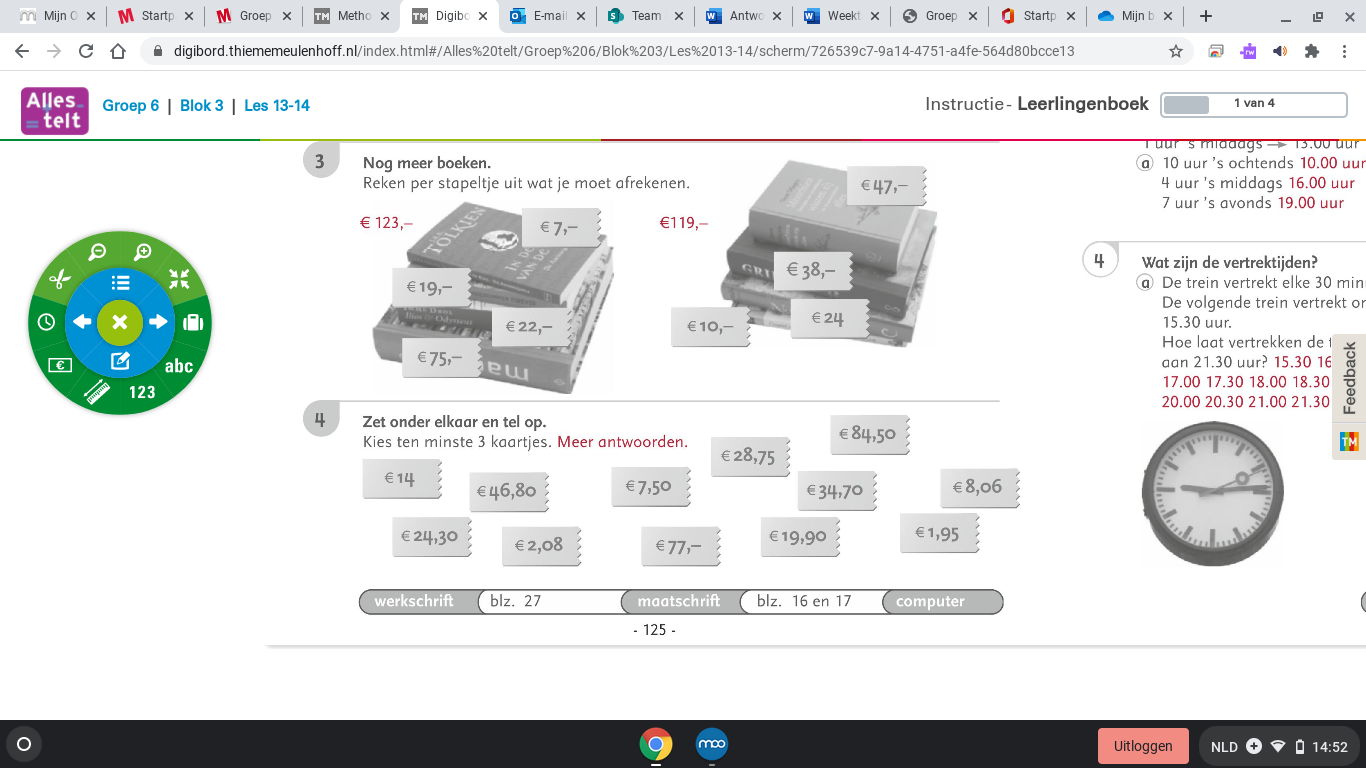 Mijn O
Startp
Groep
Metho
Digibo
E-mail
Team
Antwo
Weekt
Groep
Startp
Mijn b
digibord.thiememeulenhoff.nl/index.html#/Alles%20telt/Groep%206/Blok%203/Les%2013-14/scherm/726539c7-9a14-4751-a4fe-564d80bcce13
Alles
telt
Groep 6 | Blok 3 | Les 13-14
Instructie - Leerlingenboek
1 van 4
3 Nog meer boeken.
Reken per stapeltje uit wat je moet afrekenen.
€ 123,–
TOLKIEN
€ 7,–
€ 19,–
€ 22,–
€ 75,–
€119,–
€ 47,–
€ 38,–
€ 24
€ 10,–
4 Zet onder elkaar en tel op.
Kies ten minste 3 kaartjes. Meer antwoorden.
€ 84,50
€ 28,75
€ 14
€ 46,80
€ 7,50
€ 34,70
€ 8,06
€ 24,30
€ 2,08
€ 77,–
€ 19,90
€ 1,95
werkschrift blz. 27 maatschrift blz. 16 en 17 computer
- 125 -
1 uur 's middags → 13.00 uur
a 10 uur 's ochtends 10.00 uur
4 uur 's middags 16.00 uur
7 uur 's avonds 19.00 uur
4 Wat zijn de vertrektijden?
a De trein vertrekt elke 30 min
De volgende trein vertrekt o
15.30 uur.
Hoe laat vertrekken de
aan 21.30 uur? 15.30 16
17.00 17.30 18.00 18.30
20.00 20.30 21.00 21.30
Feedback
TM
abc
123
€
moo
Uitloggen
NLD
14:52